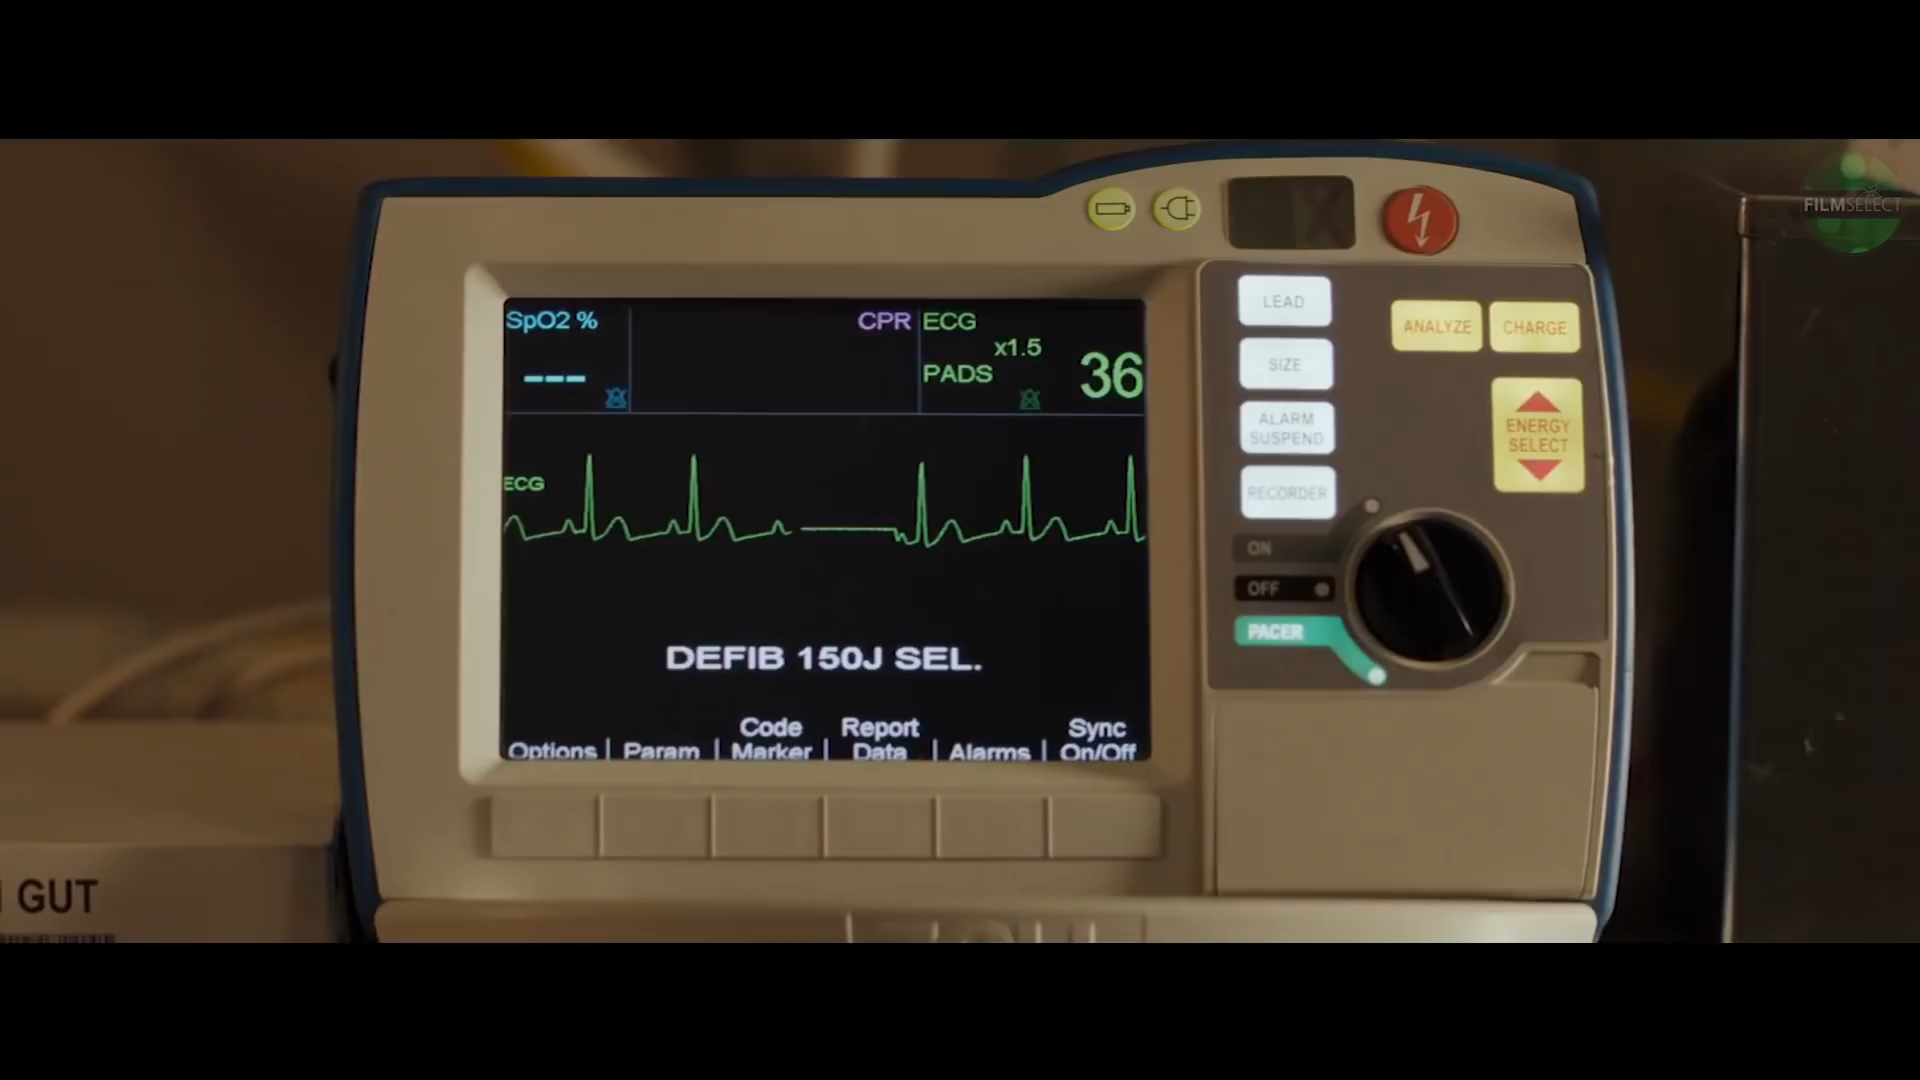 FILMSELECT
SpO2 %
CPR
ECG
x1.5
PADS
36
---
ECG
DEFIB 150J SEL.
Options
Param
Code
Marker
Report
Data
Alarms
Sync
On/Off
LEAD
SIZE
ALARM
SUSPEND
RECORDER
ANALYZE
CHARGE
ENERGY
SELECT
ON
OFF
PACER
GUT